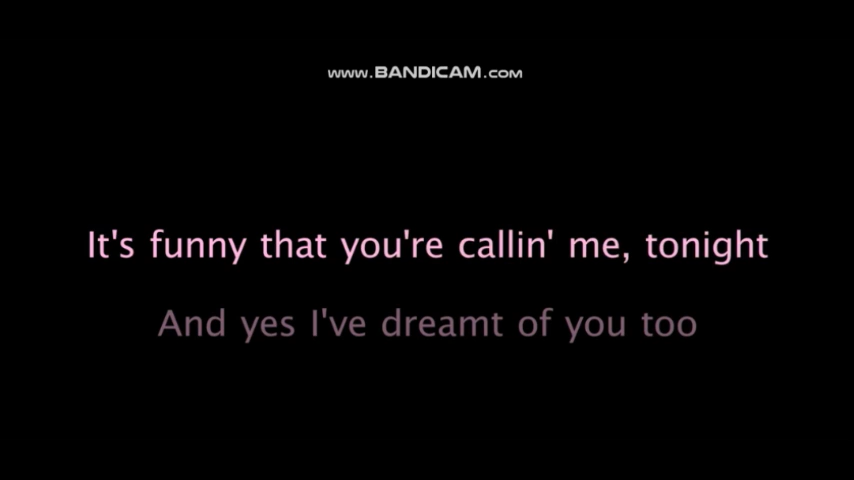 www.BANDICAM.com
It's funny that you're callin' me, tonight
And yes I've dreamt of you too